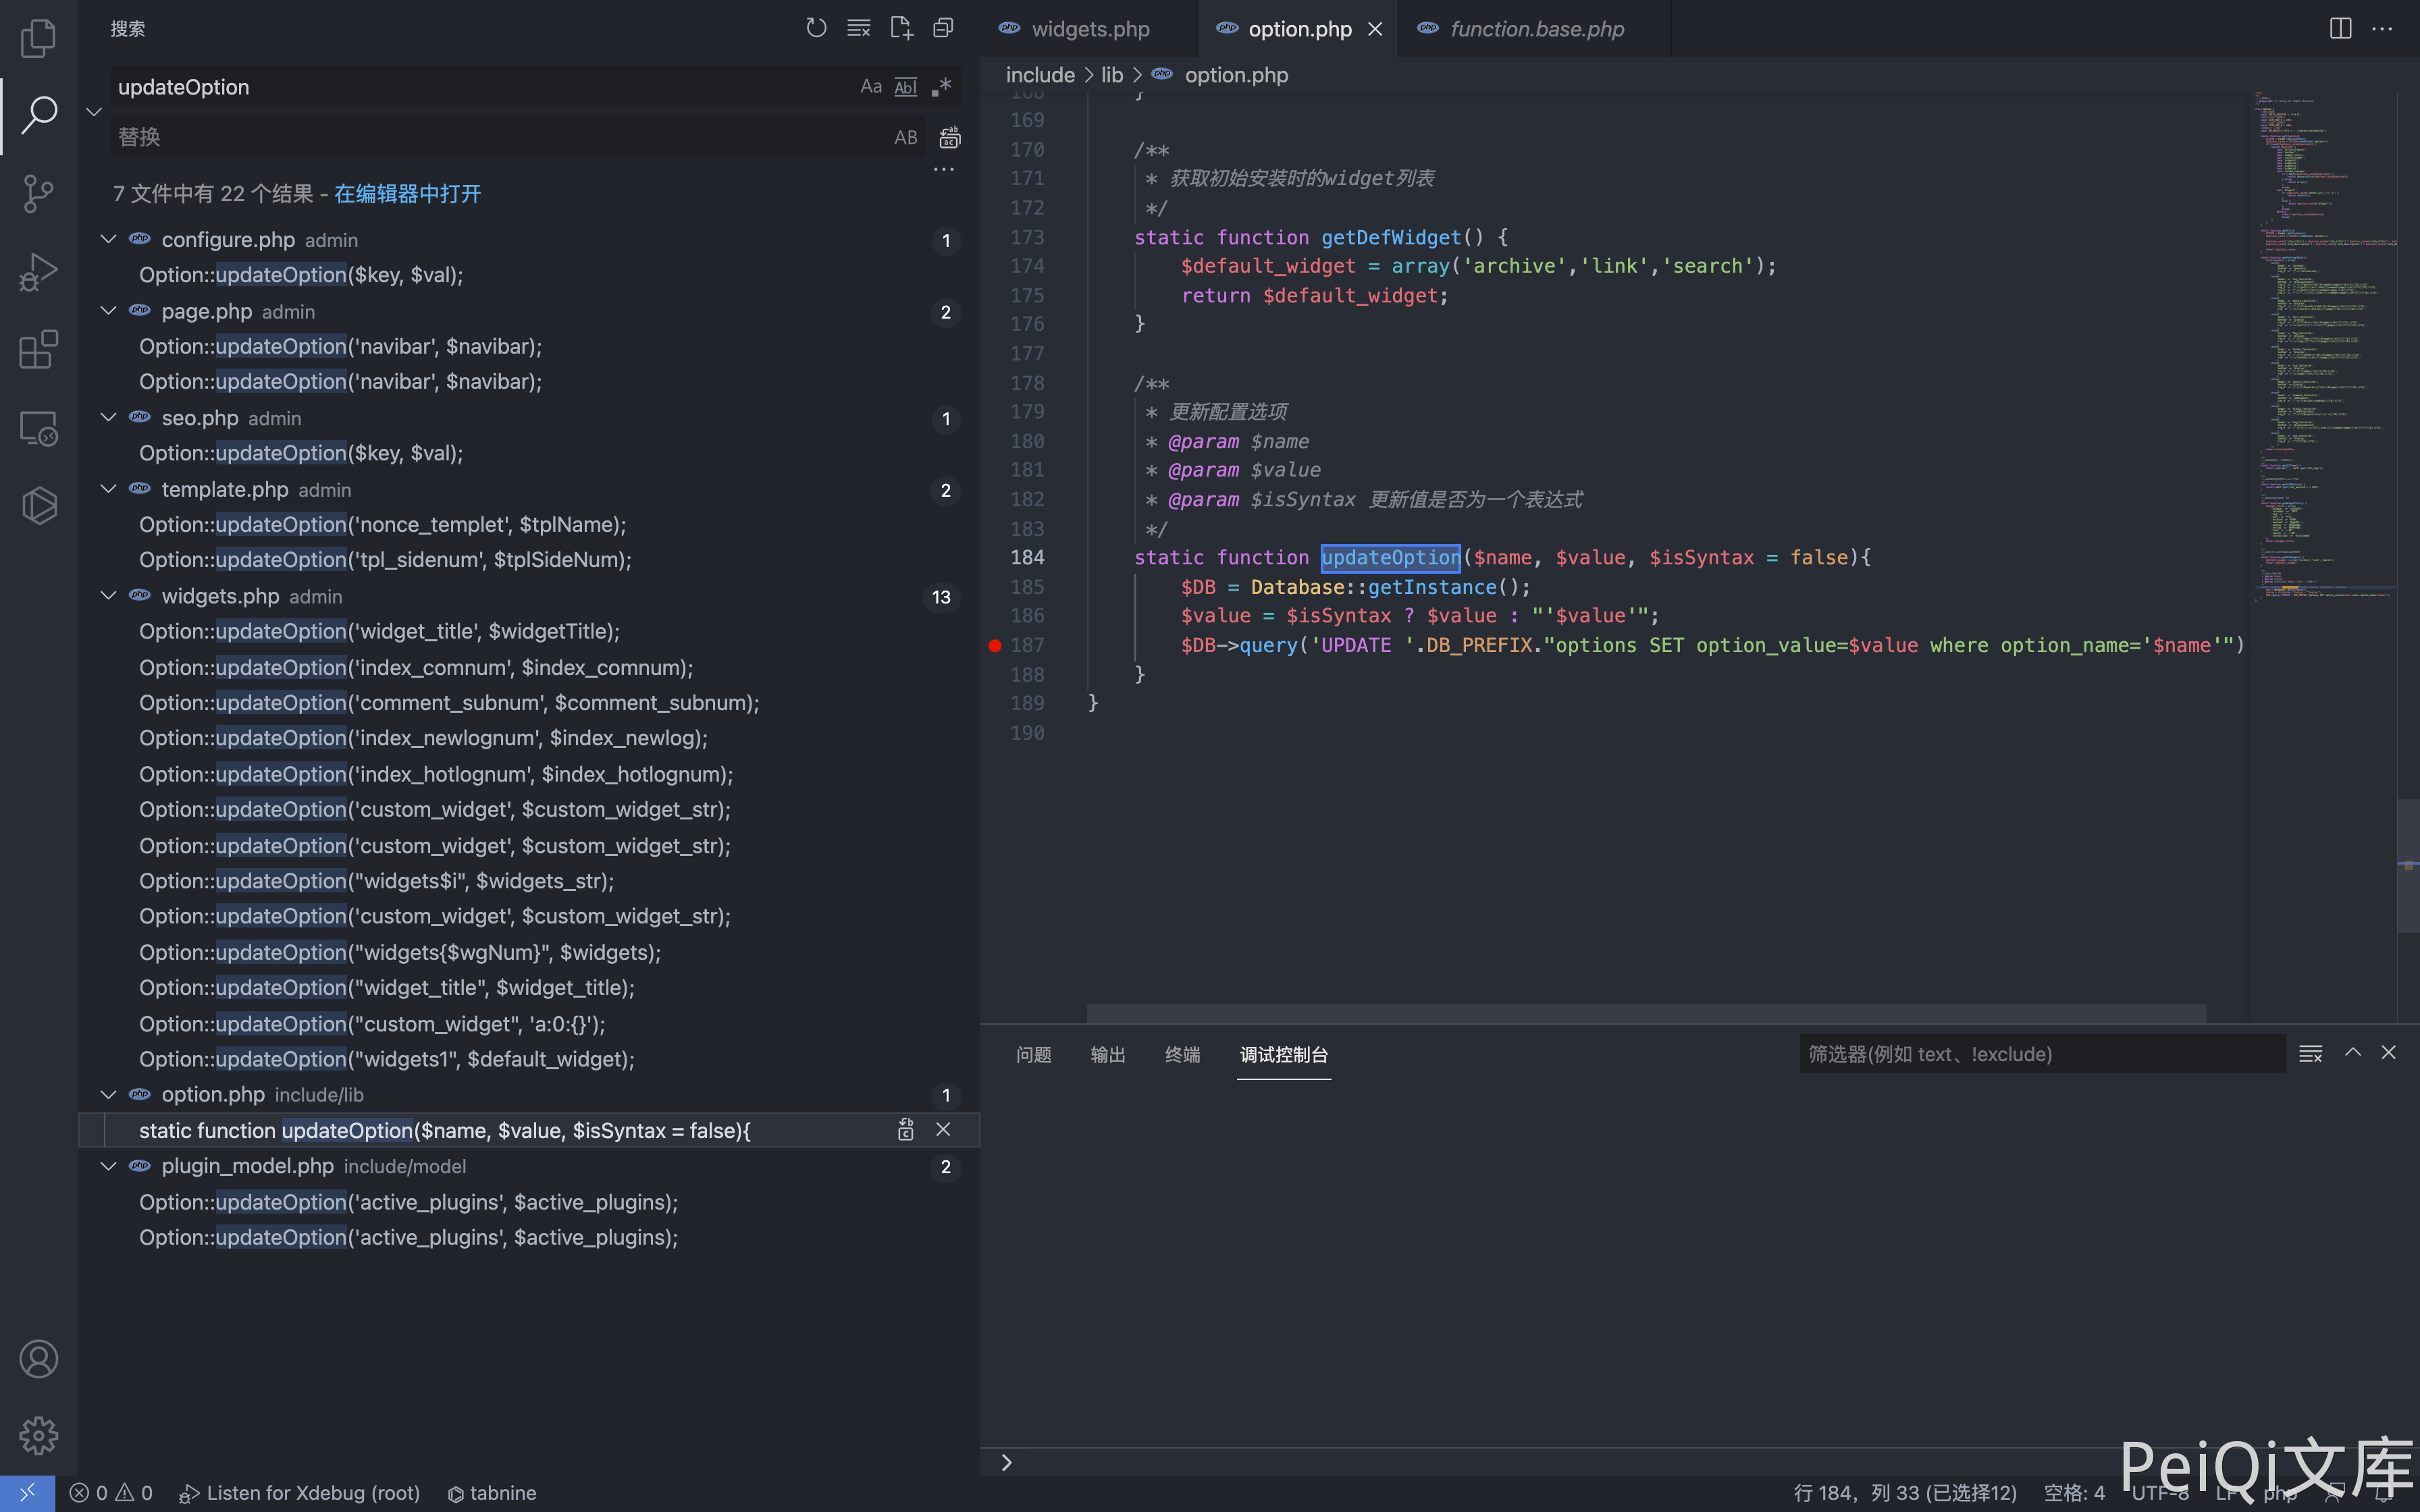 搜索
updateOption
Aa Abl .*
替换
AB
7 文件中有 22 个结果 - 在编辑器中打开
configure.php admin 1
Option::updateOption($key, $val);
page.php admin 2
Option::updateOption('navibar', $navibar);
Option::updateOption('navibar', $navibar);
seo.php admin 1
Option::updateOption($key, $val);
template.php admin 2
Option::updateOption('nonce_templet', $tplName);
Option::updateOption('tpl_sidenum', $tplSideNum);
widgets.php admin 13
Option::updateOption('widget_title', $widgetTitle);
Option::updateOption('index_comnum', $index_comnum);
Option::updateOption('comment_subnum', $comment_subnum);
Option::updateOption('index_newlognum', $index_newlog);
Option::updateOption('index_hotlognum', $index_hotlognum);
Option::updateOption('custom_widget', $custom_widget_str);
Option::updateOption('custom_widget', $custom_widget_str);
Option::updateOption("widgets$i", $widgets_str);
Option::updateOption('custom_widget', $custom_widget_str);
Option::updateOption("widgets{$wgNum}", $widgets);
Option::updateOption("widget_title", $widget_title);
Option::updateOption("custom_widget", 'a:0:{}');
Option::updateOption("widgets1", $default_widget);
option.php include/lib 1
static function updateOption($name, $value, $isSyntax = false){
plugin_model.php include/model 2
Option::updateOption('active_plugins', $active_plugins);
Option::updateOption('active_plugins', $active_plugins);
php widgets.php
php option.php
php function.base.php
include > lib > php option.php
168 }
169
170 /**
171 * 获取初始安装时的widget列表
172 */
173 static function getDefWidget() {
174 $default_widget = array('archive','link','search');
175 return $default_widget;
176 }
177
178 /**
179 * 更新配置选项
180 * @param $name
181 * @param $value
182 * @param $isSyntax 更新值是否为一个表达式
183 */
184 static function updateOption($name, $value, $isSyntax = false){
185 $DB = Database::getInstance();
186 $value = $isSyntax ? $value : "'$value'";
187 $DB->query('UPDATE '.DB_PREFIX."options SET option_value=$value where option_name='$name'")
188 }
189 }
190
问题 输出 终端 调试控制台
筛选器(例如 text、!exclude)
0 0 Listen for Xdebug (root) tabnine
行 184，列 33 (已选择12) 空格: 4 UTF-8 LF php
PeiQi文库